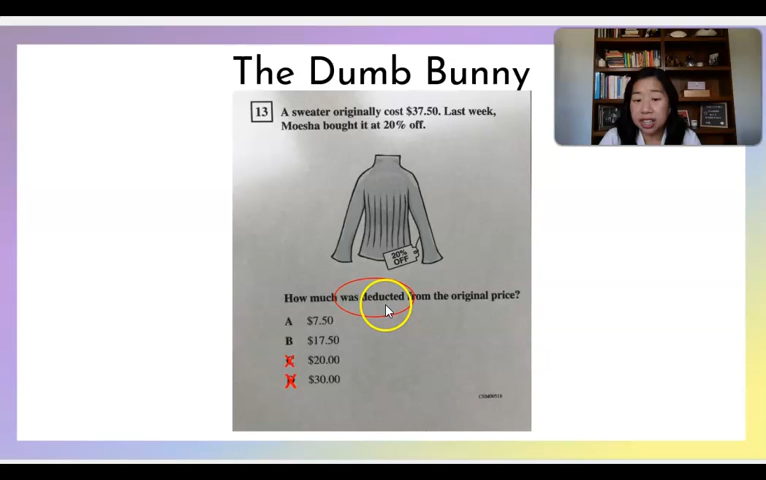 The Dumb Bunny
13 A sweater originally cost $37.50. Last week,
Moesha bought it at 20% off.
20%
OFF
How much was deducted from the original price?
A $7.50
B $17.50
$20.00
$30.00